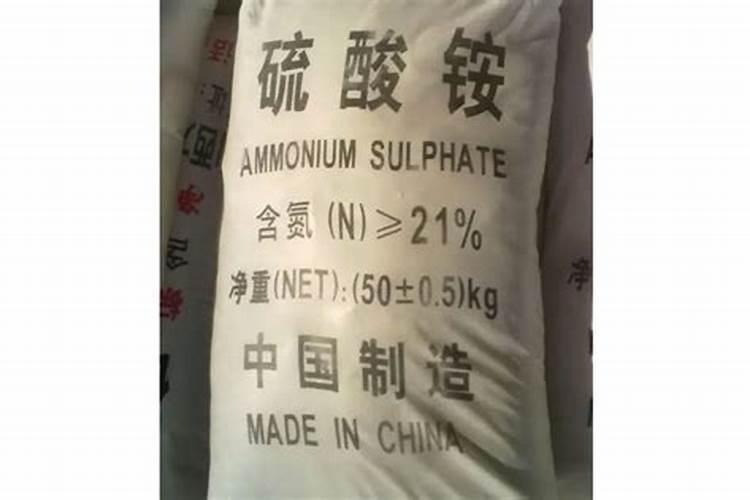 硫酸铵
AMMONIUM SULPHATE
含氮(N)≥21%
净重(NET):(50±0.5)kg
中国制造
MADE IN CHINA
净